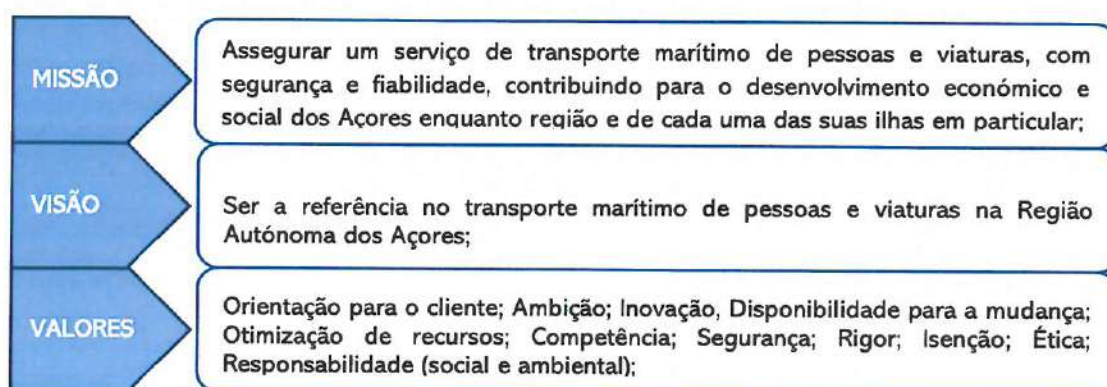 MISSÃO
Assegurar um serviço de transporte marítimo de pessoas e viaturas, com
segurança e fiabilidade, contribuindo para o desenvolvimento económico e
social dos Açores enquanto região e de cada uma das suas ilhas em particular;
VISÃO
Ser a referência no transporte marítimo de pessoas e viaturas na Região
Autónoma dos Açores;
VALORES
Orientação para o cliente; Ambição; Inovação, Disponibilidade para a mudança;
Otimização de recursos; Competência; Segurança; Rigor; Isenção; Ética;
Responsabilidade (social e ambiental);